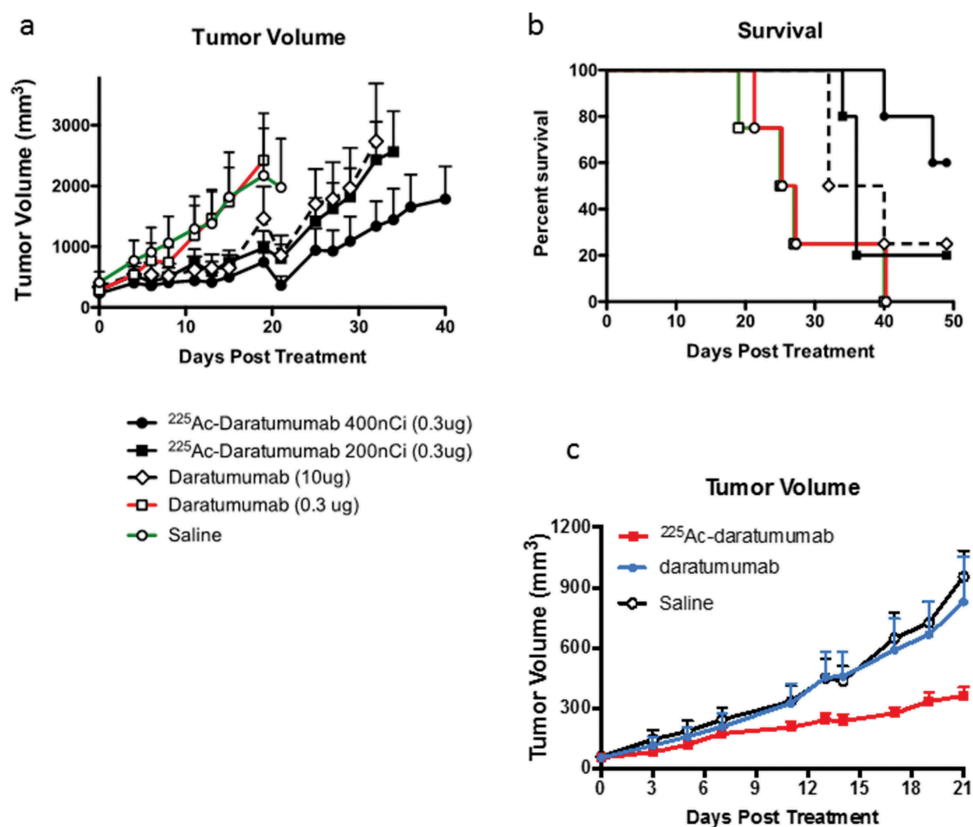 a
Tumor Volume
Tumor Volume (mm³)
3000
2000
1000
0
0 10 20 30 40
Days Post Treatment
b
Survival
Percent survival
100
80
60
40
20
0
0 10 20 30 40 50
Days Post Treatment
²²⁵Ac-Daratumumab 400nCi (0.3ug)
²²⁵Ac-Daratumumab 200nCi (0.3ug)
Daratumumab (10ug)
Daratumumab (0.3 ug)
Saline
c
Tumor Volume
Tumor Volume (mm³)
1200
900
600
300
0
²²⁵Ac-daratumumab
daratumumab
Saline
0 3 6 9 12 15 18 21
Days Post Treatment